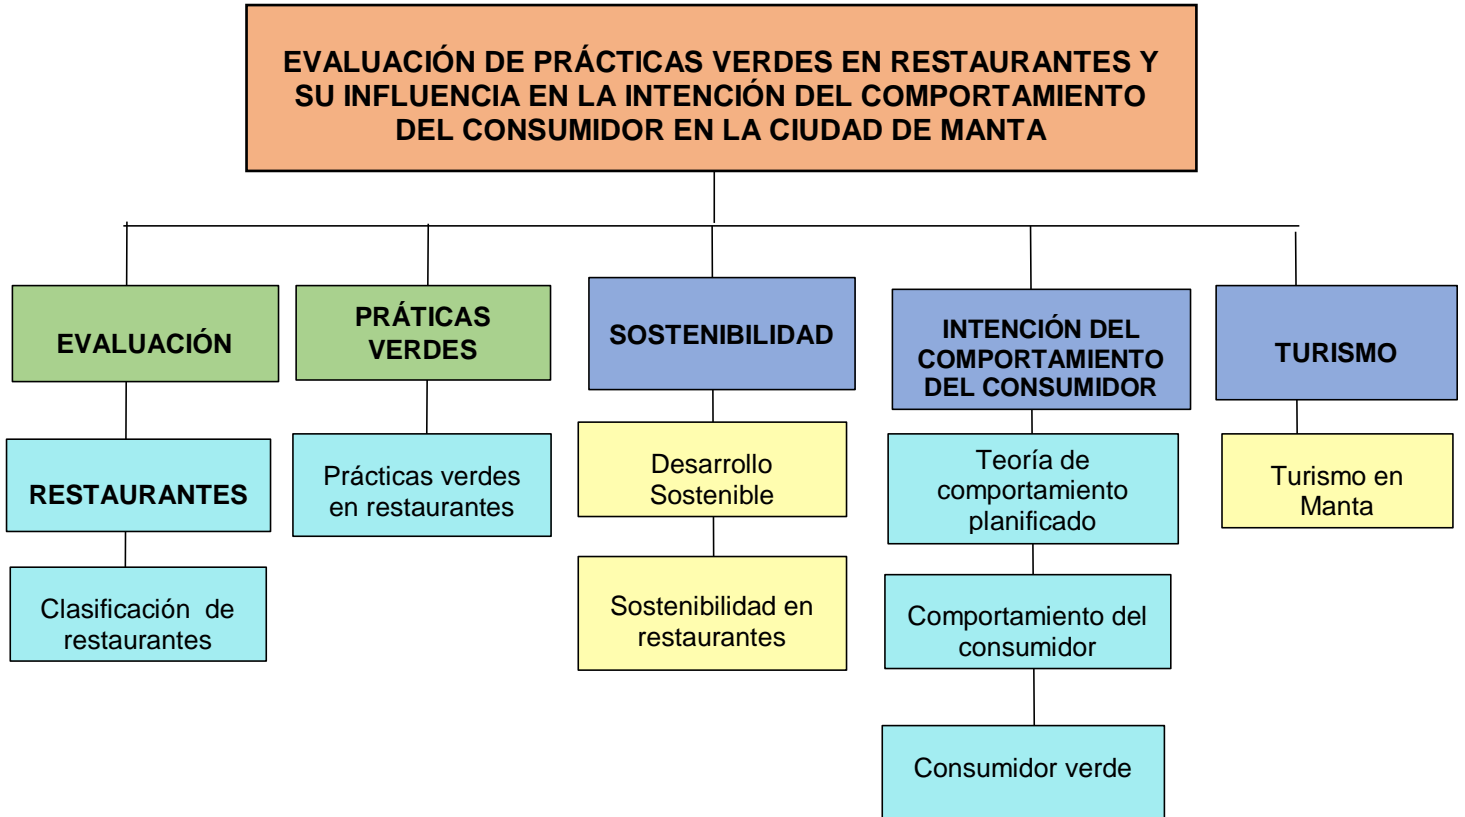 EVALUACIÓN DE PRÁCTICAS VERDES EN RESTAURANTES Y
SU INFLUENCIA EN LA INTENCIÓN DEL COMPORTAMIENTO
DEL CONSUMIDOR EN LA CIUDAD DE MANTA
EVALUACIÓN
PRÁTICAS
VERDES
SOSTENIBILIDAD
INTENCIÓN DEL
COMPORTAMIENTO
DEL CONSUMIDOR
TURISMO
RESTAURANTES
Prácticas verdes
en restaurantes
Desarrollo
Sostenible
Teoría de
comportamiento
planificado
Turismo en
Manta
Clasificación de
restaurantes
Sostenibilidad en
restaurantes
Comportamiento del
consumidor
Consumidor verde